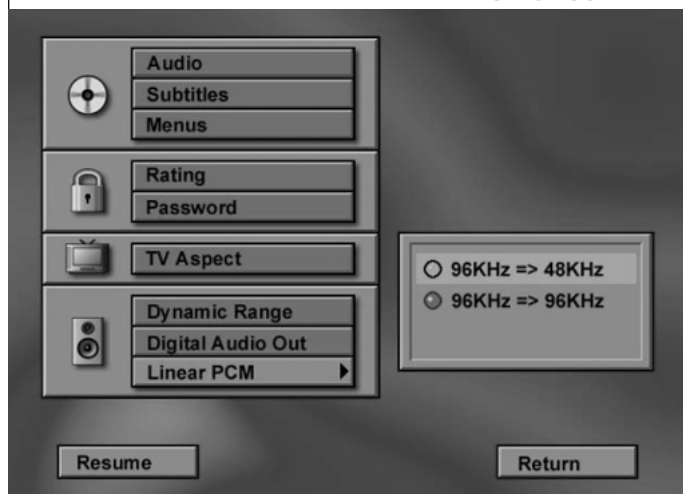 Audio
Subtitles
Menus
Rating
Password
TV Aspect
96KHz => 48KHz
96KHz => 96KHz
Dynamic Range
Digital Audio Out
Linear PCM
Resume
Return